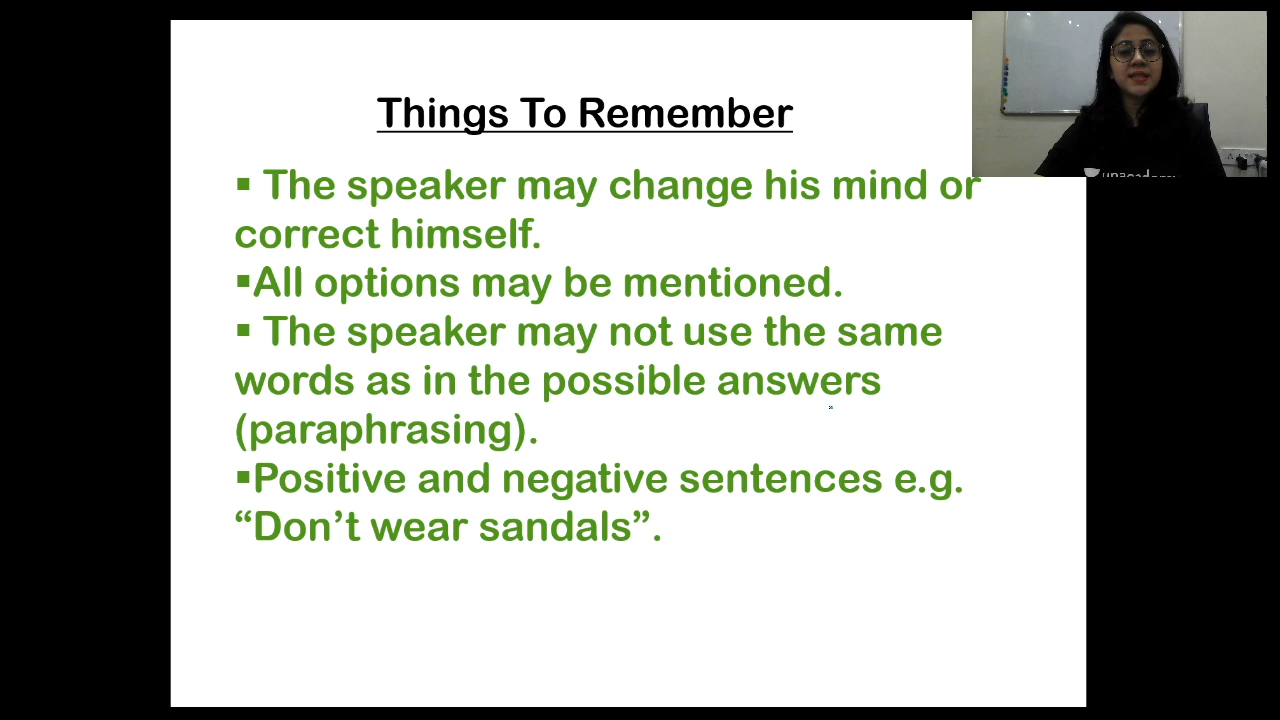 Things To Remember
▪ The speaker may change his mind or
correct himself.
▪All options may be mentioned.
▪ The speaker may not use the same
words as in the possible answers
(paraphrasing).
▪Positive and negative sentences e.g.
“Don’t wear sandals”.